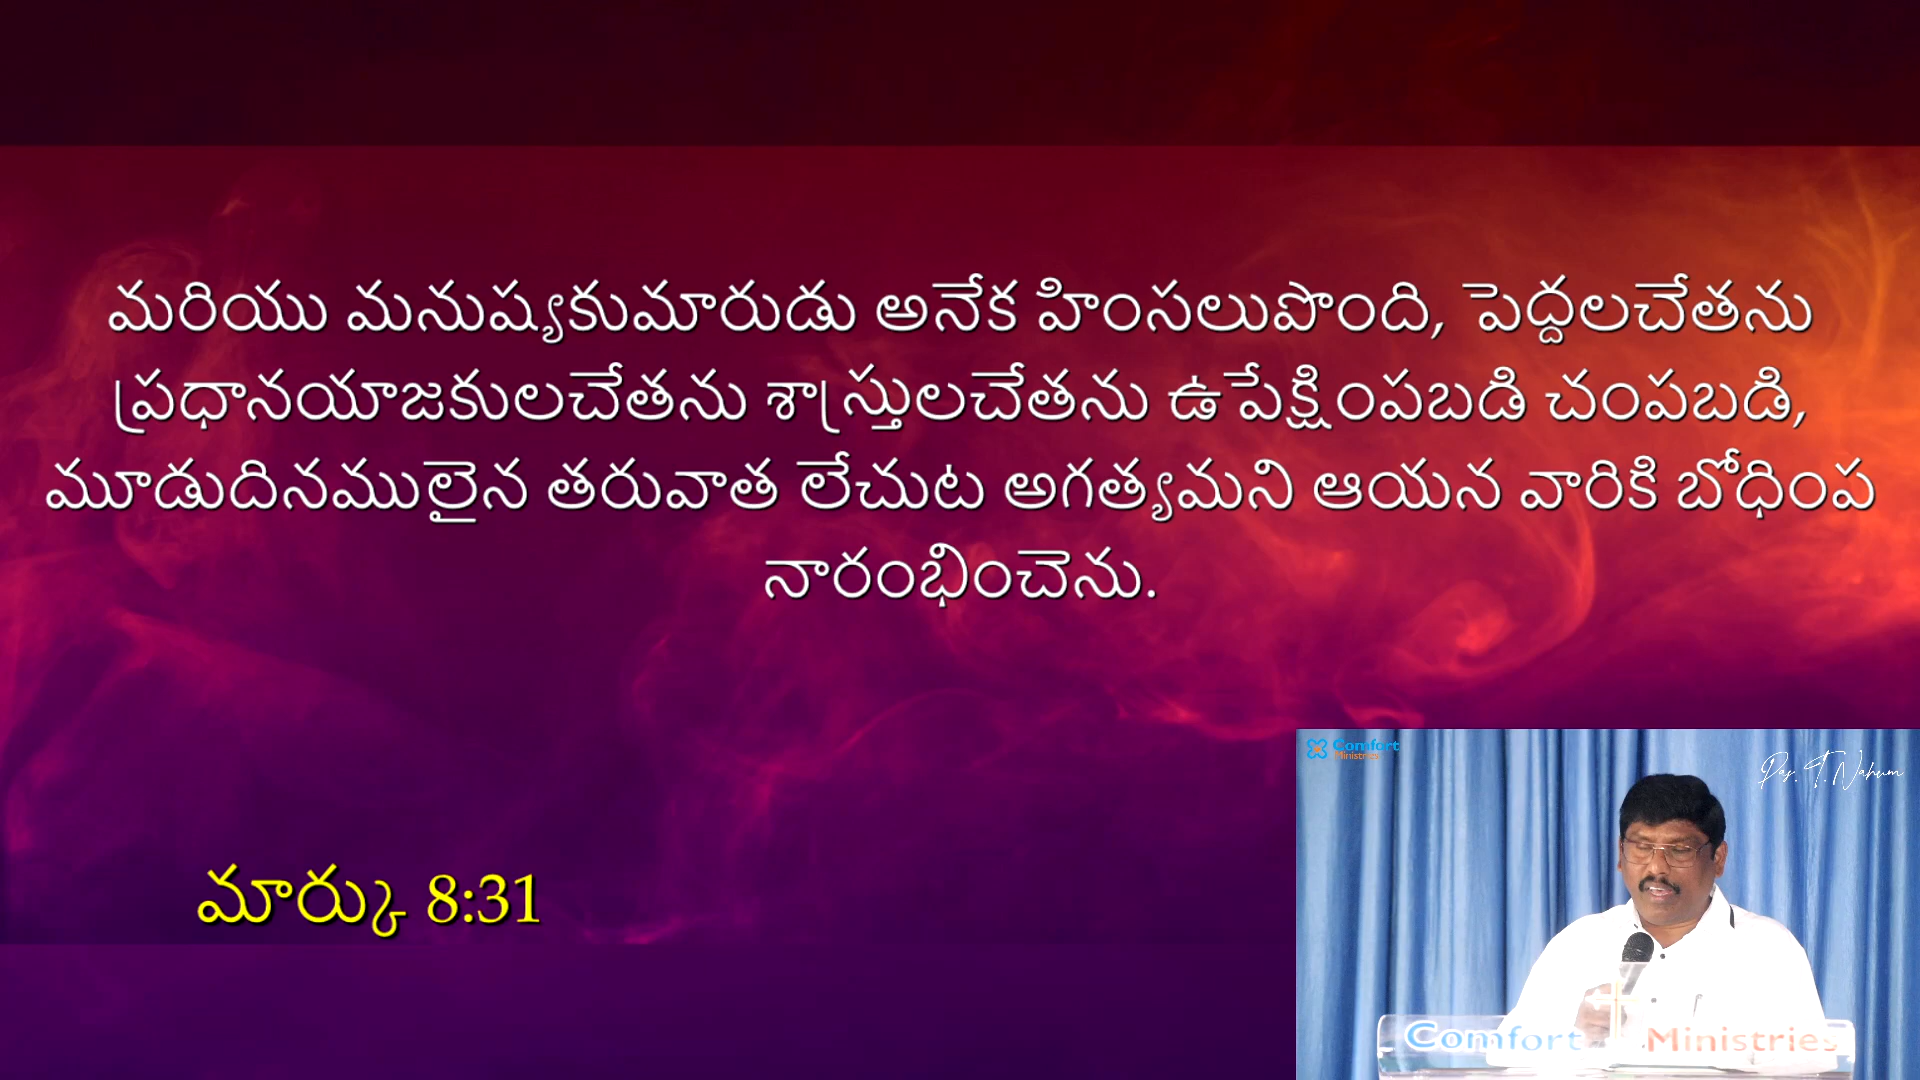 మరియు మనుష్యకుమారుడు అనేక హింసలుపొంది, పెద్దలచేతను
ప్రధానయాజకులచేతను శాస్త్రులచేతను ఉపేక్షింపబడి చంపబడి,
మూడుదినములైన తరువాత లేచుట అగత్యమని ఆయన వారికి బోధింప
నారంభించెను.
మార్కు 8:31
Comfort
Ministries
Pas. T. Nahum
Comfort Ministries